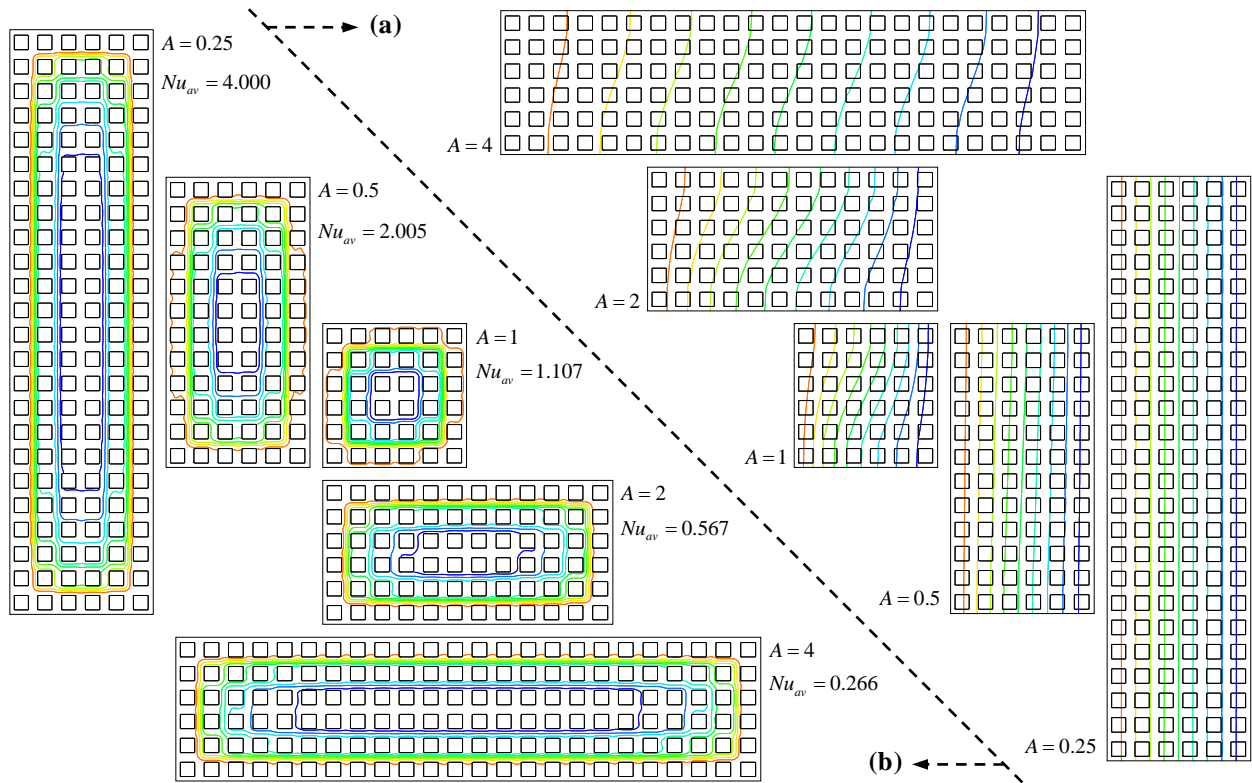 (a)
A = 0.25
Nu_av = 4.000
A = 4
A = 0.5
Nu_av = 2.005
A = 2
A = 1
Nu_av = 1.107
A = 1
A = 2
Nu_av = 0.567
A = 0.5
A = 4
Nu_av = 0.266
A = 0.25
(b)